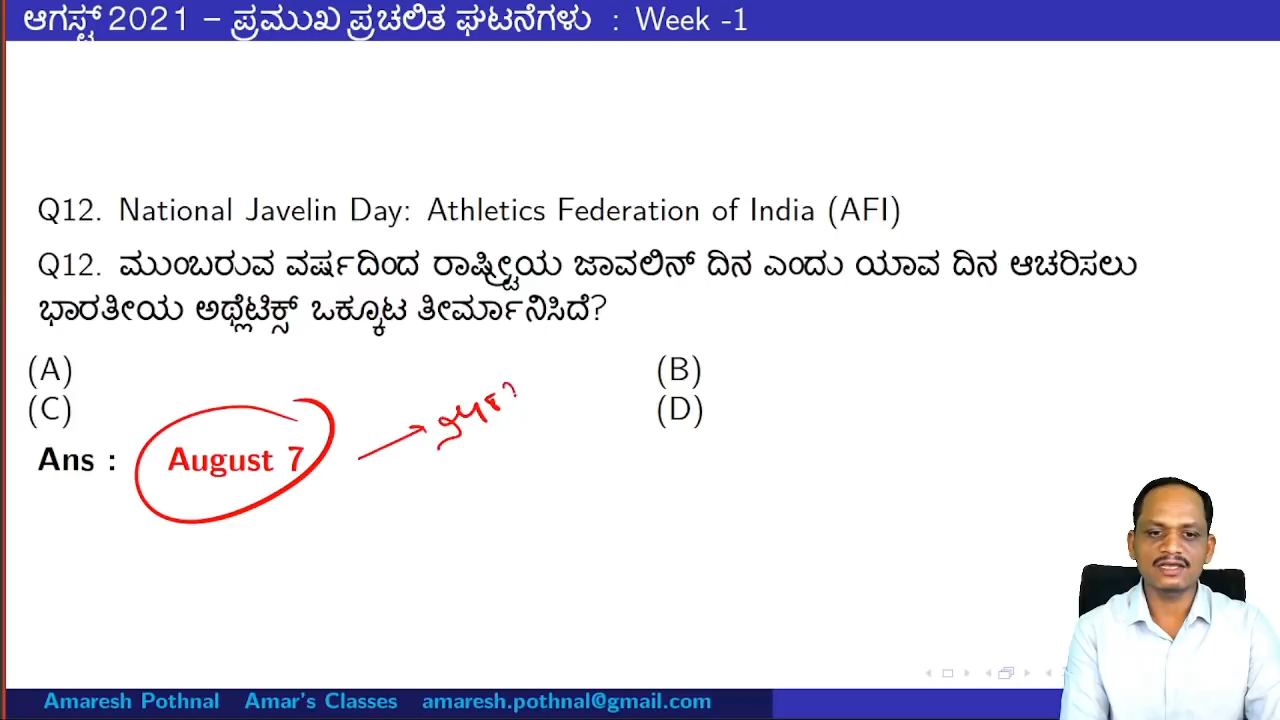 ಆಗಸ್ಟ್ 2021 – ಪ್ರಮುಖ ಪ್ರಚಲಿತ ಘಟನೆಗಳು : Week -1
Q12. National Javelin Day: Athletics Federation of India (AFI)
Q12. ಮುಂಬರುವ ವರ್ಷದಿಂದ ರಾಷ್ಟ್ರೀಯ ಜಾವಲಿನ್ ದಿನ ಎಂದು ಯಾವ ದಿನ ಆಚರಿಸಲು
ಭಾರತೀಯ ಅಥ್ಲೆಟಿಕ್ಸ್ ಒಕ್ಕೂಟ ತೀರ್ಮಾನಿಸಿದೆ?
(A) (B)
(C) (D)
Ans : August 7
Amaresh Pothnal Amar's Classes amaresh.pothnal@gmail.com